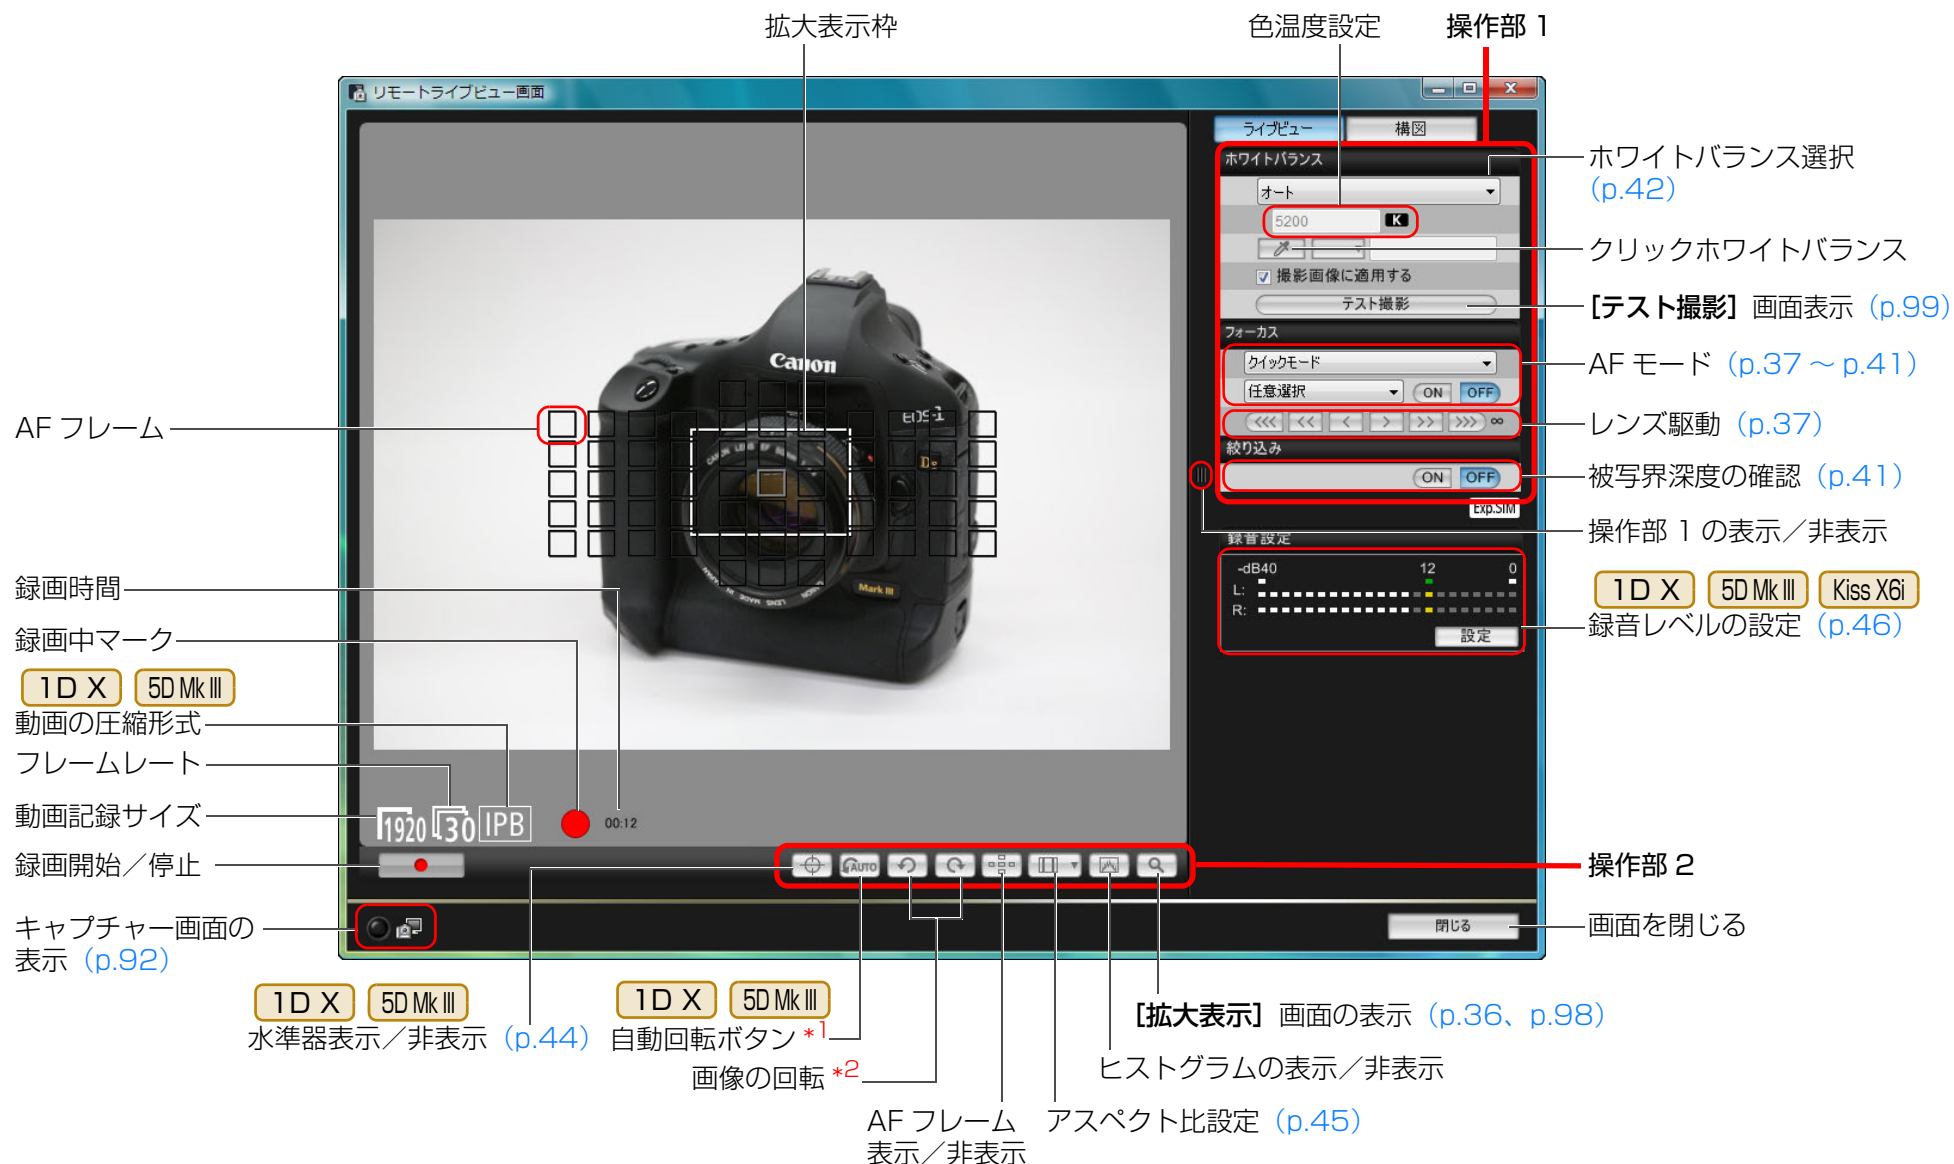 拡大表示枠
色温度設定
操作部 1
リモートライブビュー画面
ライブビュー
構図
ホワイトバランス
オート
5200 K
撮影画像に適用する
テスト撮影
フォーカス
クイックモード
任意選択
ON OFF
<<< << < > >> >>> ∞
絞り込み
ON OFF
Exp.SIM
録音設定
-dB40 12 0
L:
R:
設定
ホワイトバランス選択
(p.42)
クリックホワイトバランス
[テスト撮影] 画面表示 (p.99)
AF モード (p.37 ~ p.41)
レンズ駆動 (p.37)
被写界深度の確認 (p.41)
操作部 1 の表示／非表示
1D X 5D Mk III Kiss X6i
録音レベルの設定 (p.46)
操作部 2
画面を閉じる
閉じる
Canon
EOS-1
Ds
Mark III
AF フレーム
録画時間
録画中マーク
1D X 5D Mk III
動画の圧縮形式
フレームレート
動画記録サイズ
録画開始／停止
キャプチャー画面の
表示 (p.92)
1920 30 IPB
00:12
AUTO
1D X 5D Mk III
水準器表示／非表示 (p.44)
1D X 5D Mk III
自動回転ボタン *1
画像の回転 *2
AF フレーム
表示／非表示
アスペクト比設定 (p.45)
ヒストグラムの表示／非表示
[拡大表示] 画面の表示 (p.36、p.98)